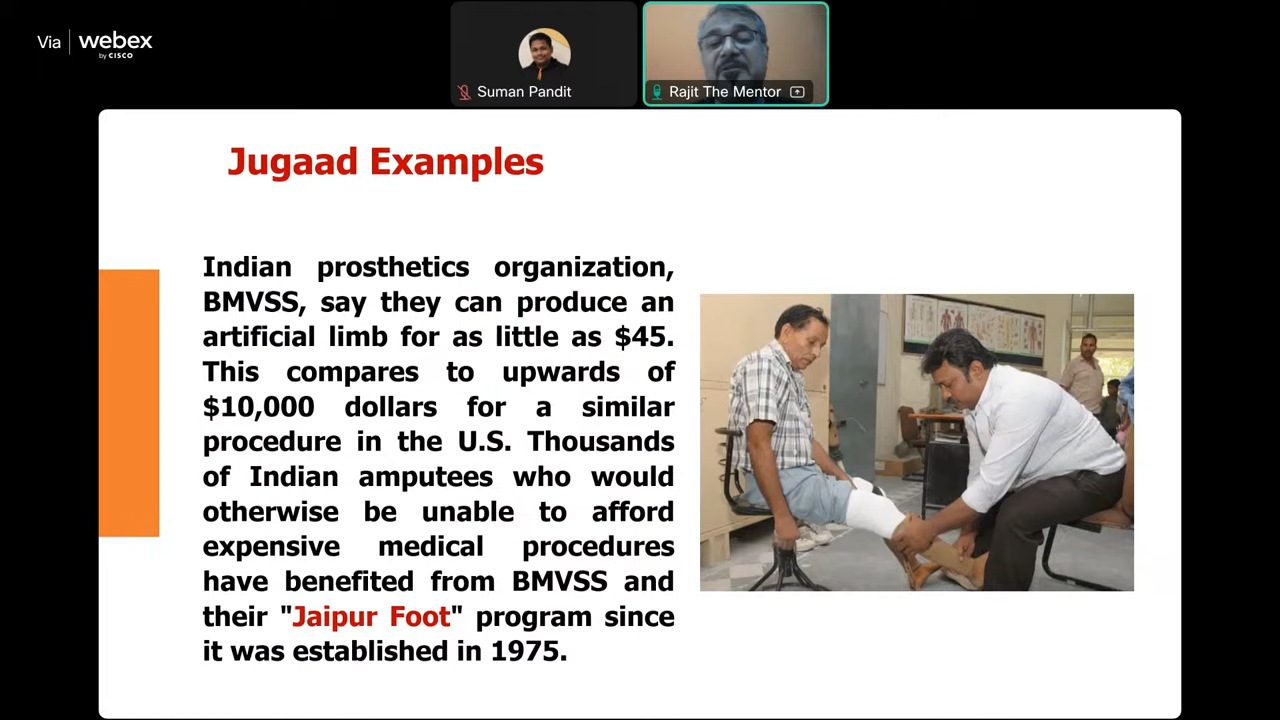 Via webex
by CISCO
Suman Pandit
Rajit The Mentor
Jugaad Examples
Indian prosthetics organization,
BMVSS, say they can produce an
artificial limb for as little as $45.
This compares to upwards of
$10,000 dollars for a similar
procedure in the U.S. Thousands
of Indian amputees who would
otherwise be unable to afford
expensive medical procedures
have benefited from BMVSS and
their "Jaipur Foot" program since
it was established in 1975.